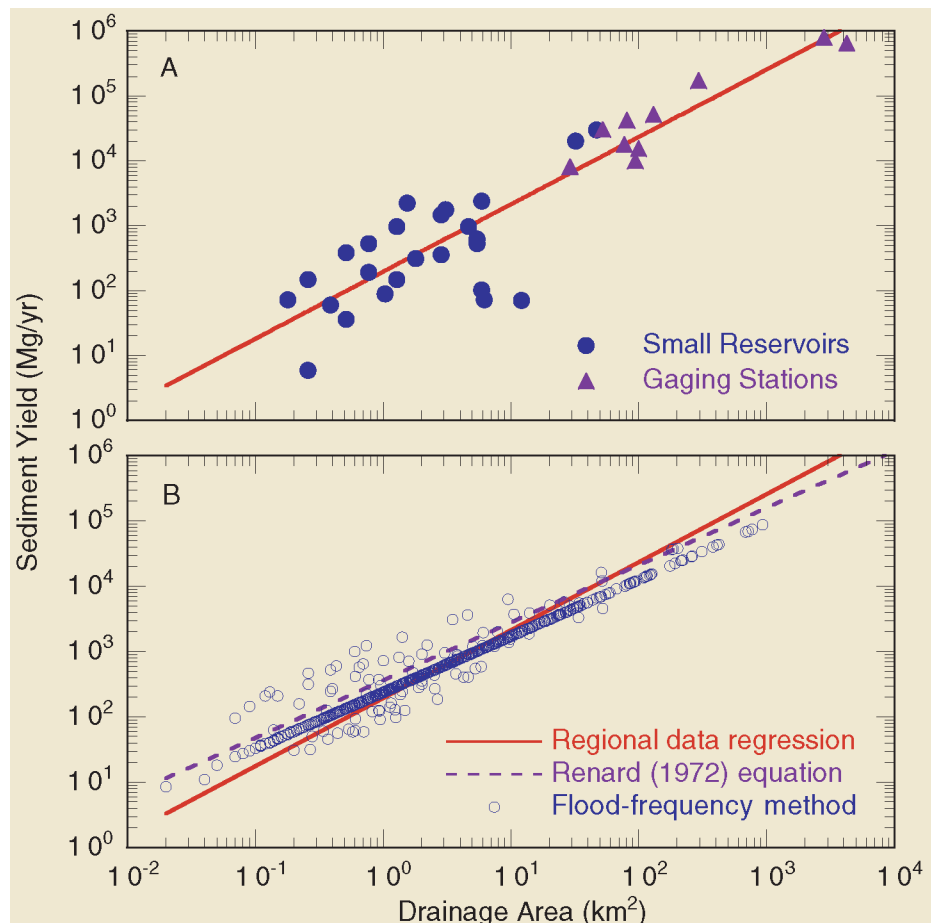 Sediment Yield (Mg/yr)
A
10^6
10^5
10^4
10^3
10^2
10^1
10^0
Small Reservoirs
Gaging Stations
B
10^6
10^5
10^4
10^3
10^2
10^1
10^0
Regional data regression
Renard (1972) equation
Flood-frequency method
10^-2 10^-1 10^0 10^1 10^2 10^3 10^4
Drainage Area (km^2)